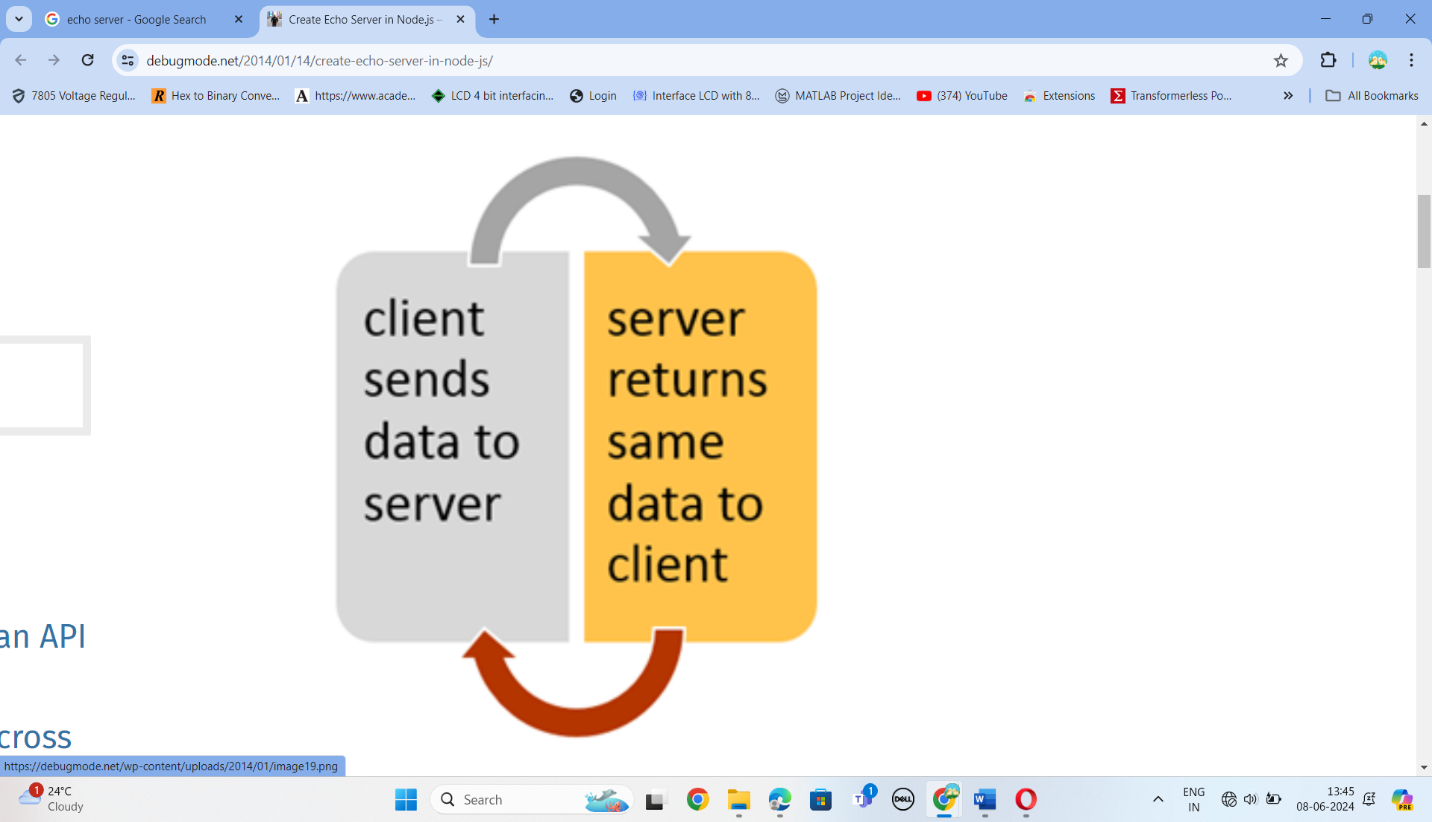 echo server - Google Search
Create Echo Server in Node.js –
debugmode.net/2014/01/14/create-echo-server-in-node-js/
7805 Voltage Regul...
Hex to Binary Conve...
https://www.acade...
LCD 4 bit interfacin...
Login
Interface LCD with 8...
MATLAB Project Ide...
(374) YouTube
Extensions
Transformerless Po...
»
All Bookmarks
client
sends
data to
server
server
returns
same
data to
client
an API
cross
https://debugmode.net/wp-content/uploads/2014/01/image19.png
1
24°C
Cloudy
Search
1
DELL
W
ENG
IN
13:45
08-06-2024
PRE